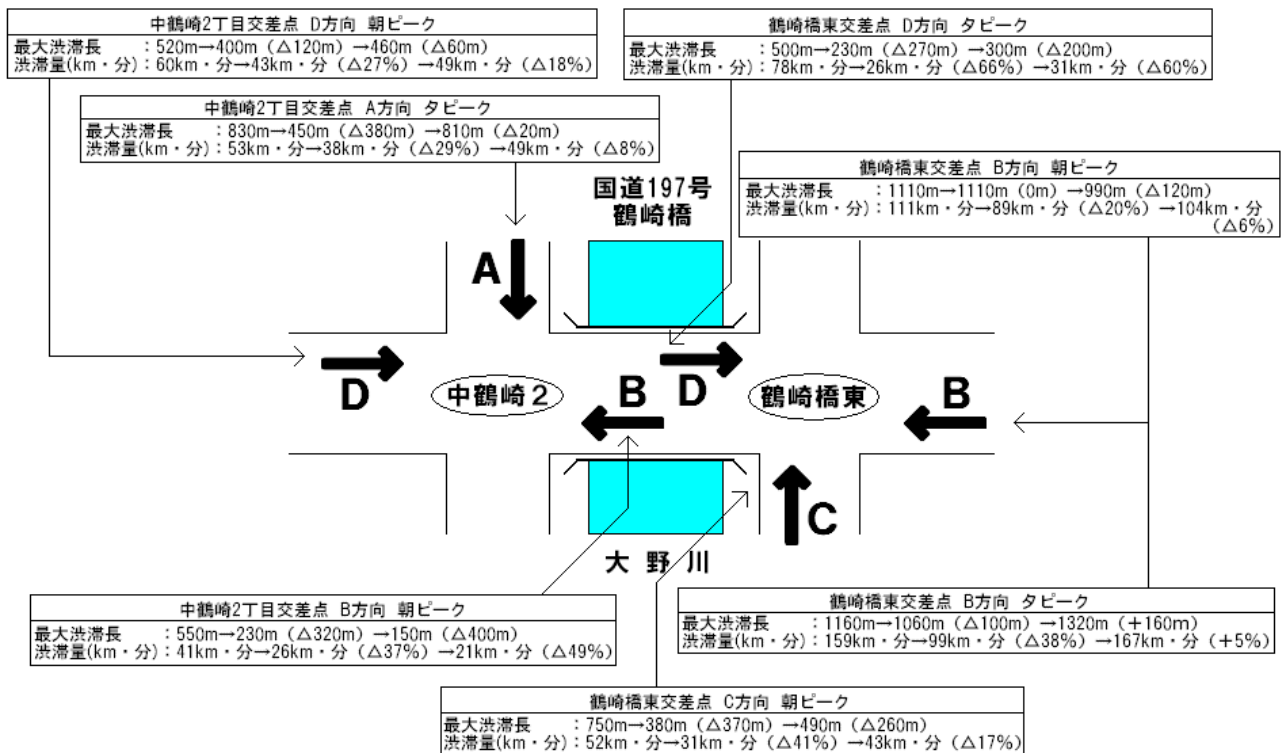 中鶴崎2丁目交差点 D方向 朝ピーク
最大渋滞長 :520m→400m (△120m) →460m (△60m)
渋滞量(km・分):60km・分→43km・分 (△27%) →49km・分 (△18%)
鶴崎橋東交差点 D方向 夕ピーク
最大渋滞長 :500m→230m (△270m) →300m (△200m)
渋滞量(km・分):78km・分→26km・分 (△66%) →31km・分 (△60%)
中鶴崎2丁目交差点 A方向 夕ピーク
最大渋滞長 :830m→450m (△380m) →810m (△20m)
渋滞量(km・分):53km・分→38km・分 (△29%) →49km・分 (△8%)
鶴崎橋東交差点 B方向 朝ピーク
最大渋滞長 :1110m→1110m (0m) →990m (△120m)
渋滞量(km・分):111km・分→89km・分 (△20%) →104km・分
(△6%)
国道197号
鶴崎橋
A
D
中鶴崎2
B
D
鶴崎橋東
B
C
大野川
中鶴崎2丁目交差点 B方向 朝ピーク
最大渋滞長 :550m→230m (△320m) →150m (△400m)
渋滞量(km・分):41km・分→26km・分 (△37%) →21km・分 (△49%)
鶴崎橋東交差点 B方向 夕ピーク
最大渋滞長 :1160m→1060m (△100m) →1320m (+160m)
渋滞量(km・分):159km・分→99km・分 (△38%) →167km・分 (+5%)
鶴崎橋東交差点 C方向 朝ピーク
最大渋滞長 :750m→380m (△370m) →490m (△260m)
渋滞量(km・分):52km・分→31km・分 (△41%) →43km・分 (△17%)